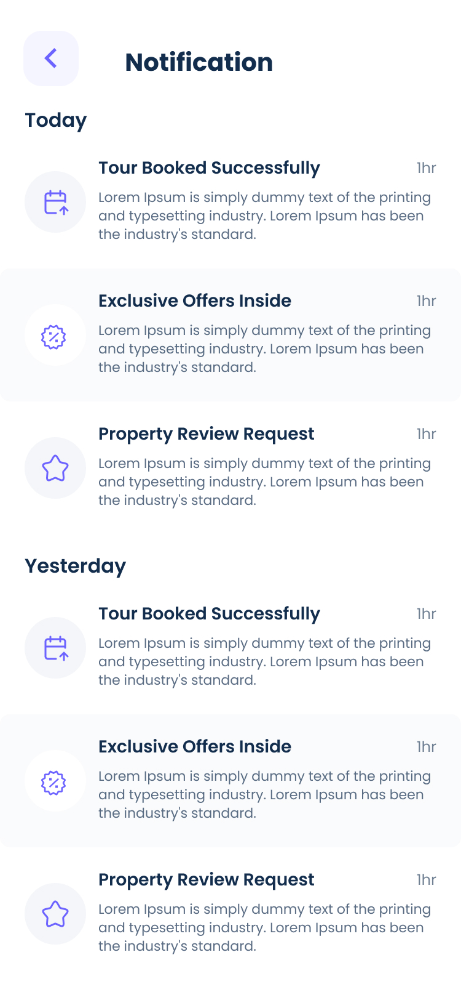 Notification
Today
Tour Booked Successfully 1hr
Lorem Ipsum is simply dummy text of the printing
and typesetting industry. Lorem Ipsum has been
the industry's standard.
Exclusive Offers Inside 1hr
Lorem Ipsum is simply dummy text of the printing
and typesetting industry. Lorem Ipsum has been
the industry's standard.
Property Review Request 1hr
Lorem Ipsum is simply dummy text of the printing
and typesetting industry. Lorem Ipsum has been
the industry's standard.
Yesterday
Tour Booked Successfully 1hr
Lorem Ipsum is simply dummy text of the printing
and typesetting industry. Lorem Ipsum has been
the industry's standard.
Exclusive Offers Inside 1hr
Lorem Ipsum is simply dummy text of the printing
and typesetting industry. Lorem Ipsum has been
the industry's standard.
Property Review Request 1hr
Lorem Ipsum is simply dummy text of the printing
and typesetting industry. Lorem Ipsum has been
the industry's standard.